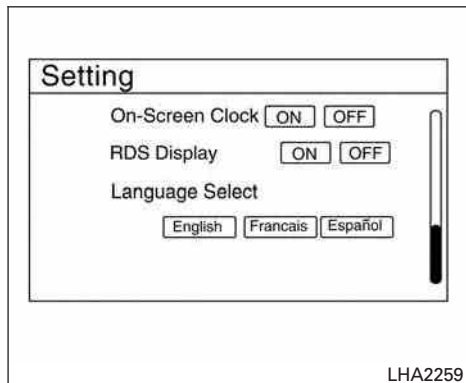 Setting
On-Screen Clock ON OFF
RDS Display ON OFF
Language Select
English Francais Español
LHA2259